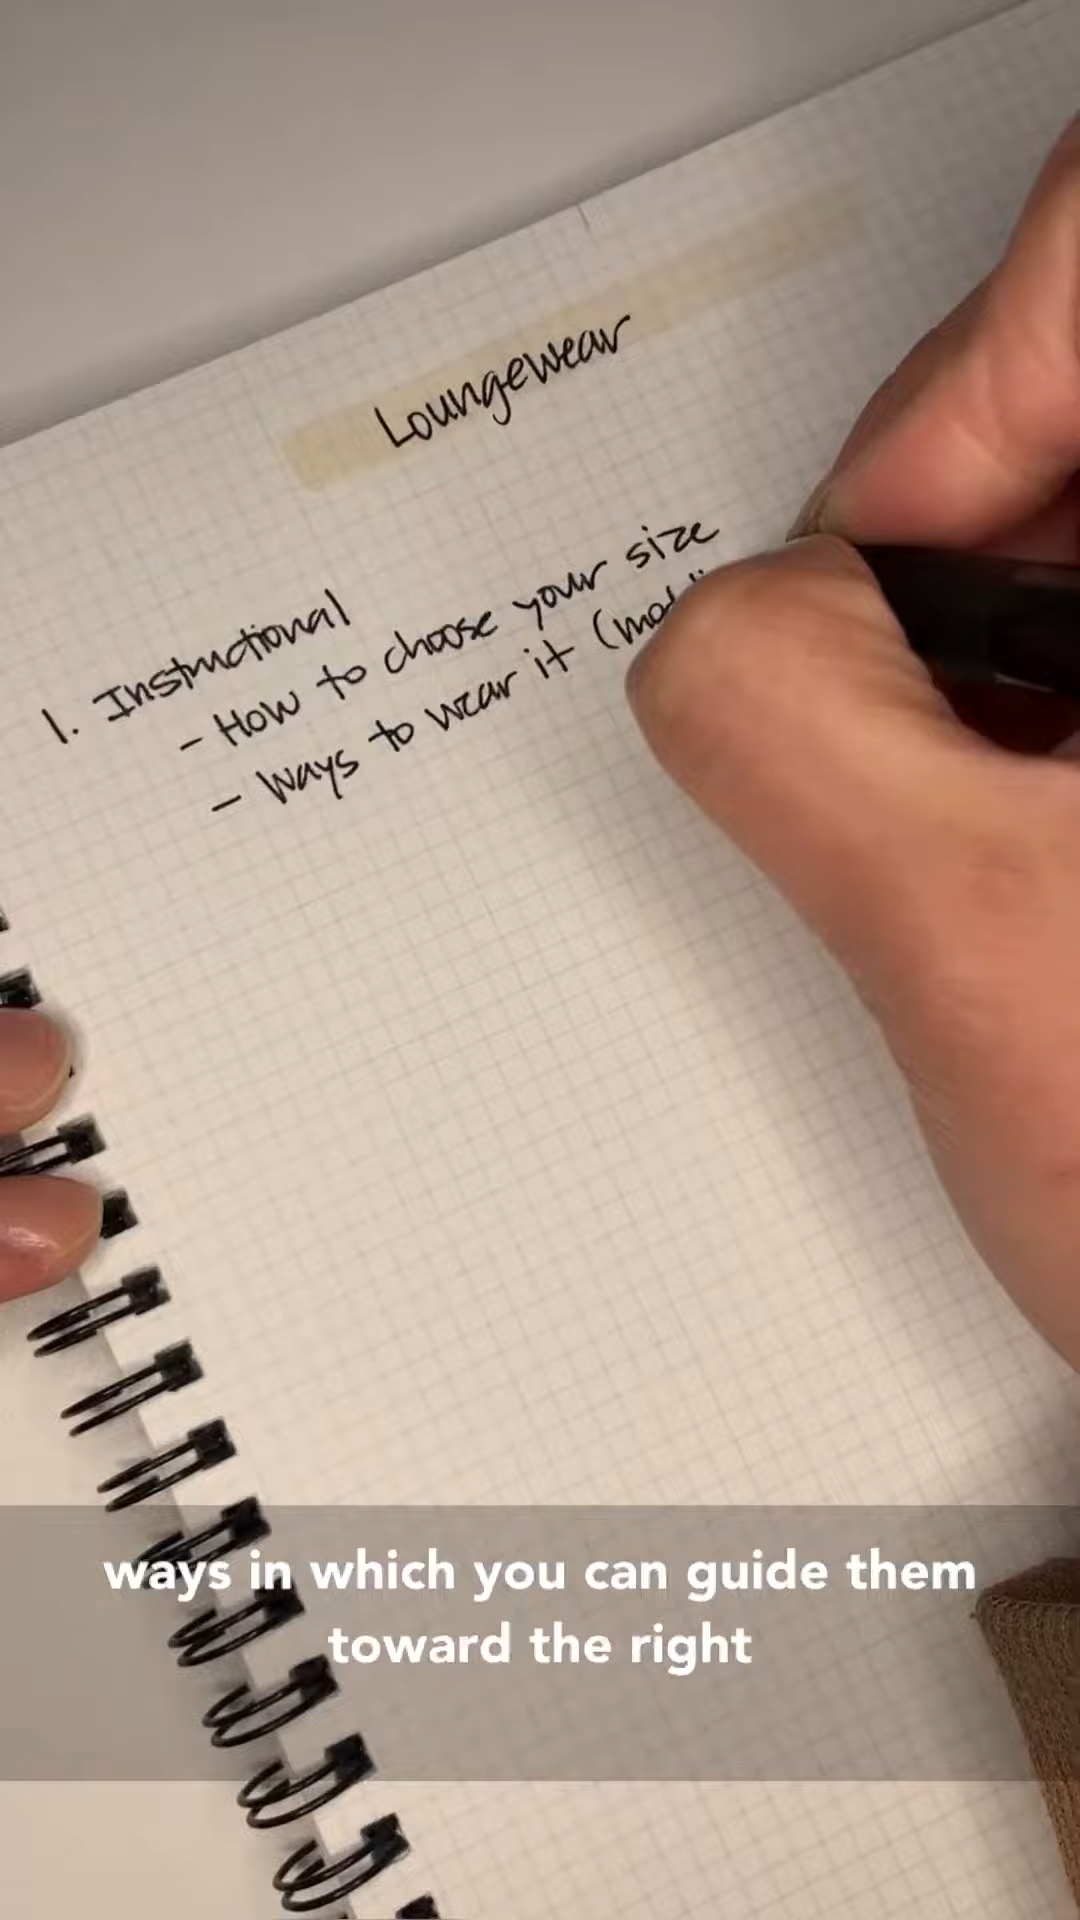 Loungewear
1. Instructional
- How to choose your size
- Ways to wear it
ways in which you can guide them
toward the right